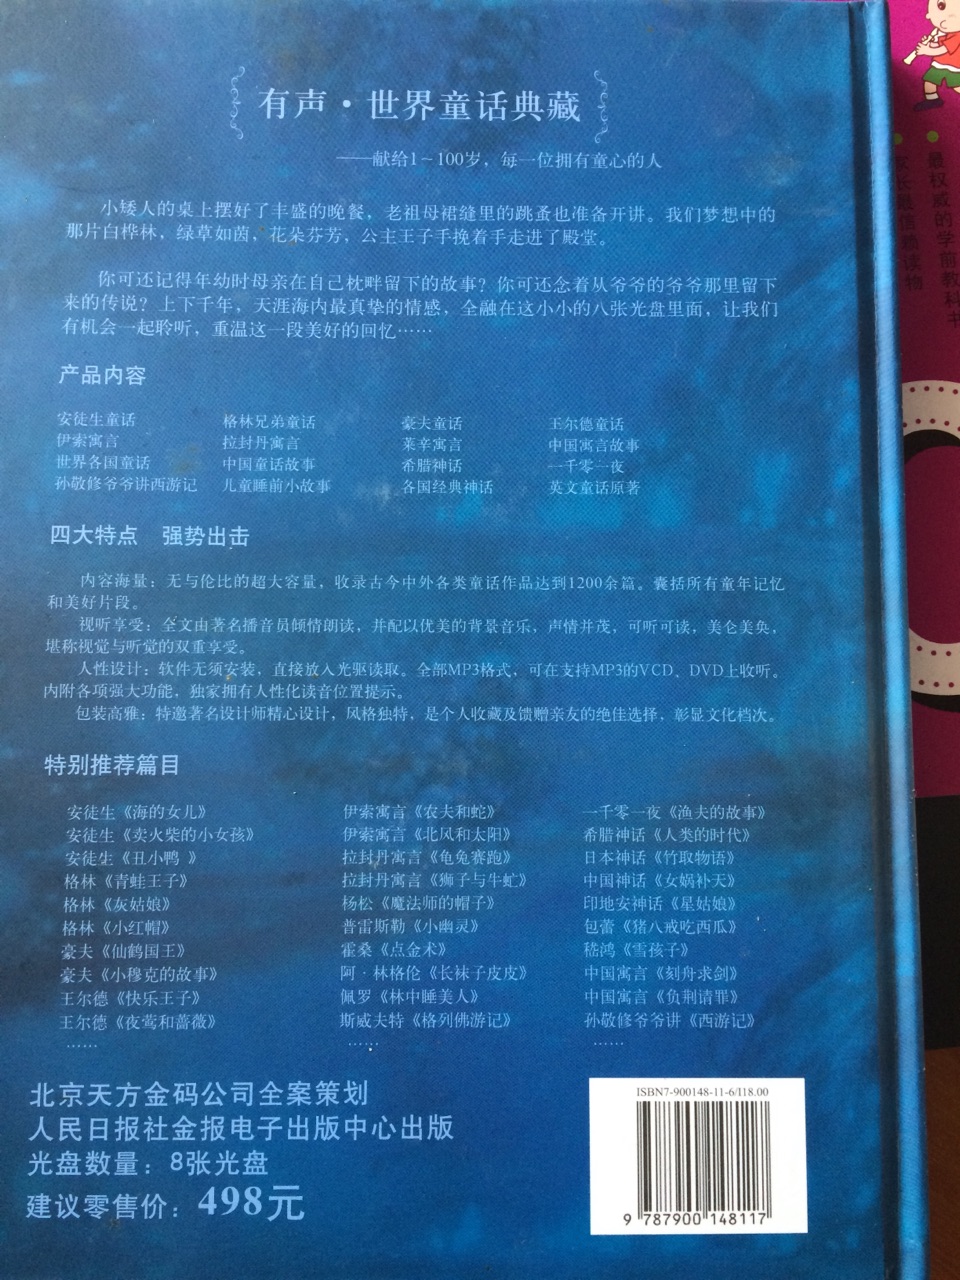 有声·世界童话典藏
——献给1~100岁，每一位拥有童心的人
小矮人的桌上摆好了丰盛的晚餐，老祖母裙缝里的跳蚤也准备开讲。我们梦想中的
那片白桦林，绿草如茵，花朵芬芳，公主王子手挽着手走进了殿堂。
你可还记得年幼时母亲在自己枕畔留下的故事？你可还念着从爷爷的爷爷那里留下
来的传说？上下千年，天涯海内最真挚的情感，全融在这小小的八张光盘里面，让我们
有机会一起聆听，重温这一段美好的回忆……
产品内容
安徒生童话 格林兄弟童话 豪夫童话 王尔德童话
伊索寓言 拉封丹寓言 莱辛寓言 中国寓言故事
世界各国童话 中国童话故事 希腊神话 一千零一夜
孙敬修爷爷讲西游记 儿童睡前小故事 各国经典神话 英文童话原著
四大特点 强势出击
内容海量：无与伦比的超大容量，收录古今中外各类童话作品达到1200余篇。囊括所有童年记忆
和美好片段。
视听享受：全文由著名播音员倾情朗读，并配以优美的背景音乐，声情并茂，可听可读，美仑美奂，
堪称视觉与听觉的双重享受。
人性设计：软件无须安装，直接放入光驱读取。全部MP3格式，可在支持MP3的VCD、DVD上收听。
内附各项强大功能，独家拥有人性化读音位置提示。
包装高雅：特邀著名设计师精心设计，风格独特，是个人收藏及馈赠亲友的绝佳选择，彰显文化档次。
特别推荐篇目
安徒生《海的女儿》 伊索寓言《农夫和蛇》 一千零一夜《渔夫的故事》
安徒生《卖火柴的小女孩》 伊索寓言《北风和太阳》 希腊神话《人类的时代》
安徒生《丑小鸭 》 拉封丹寓言《龟兔赛跑》 日本神话《竹取物语》
格林《青蛙王子》 拉封丹寓言《狮子与牛虻》 中国神话《女娲补天》
格林《灰姑娘》 杨松《魔法师的帽子》 印地安神话《星姑娘》
格林《小红帽》 普雷斯勒《小幽灵》 包蕾《猪八戒吃西瓜》
豪夫《仙鹤国王》 霍桑《点金术》 嵇鸿《雪孩子》
豪夫《小穆克的故事》 阿·林格伦《长袜子皮皮》 中国寓言《刻舟求剑》
王尔德《快乐王子》 佩罗《林中睡美人》 中国寓言《负荆请罪》
王尔德《夜莺和蔷薇》 斯威夫特《格列佛游记》 孙敬修爷爷讲《西游记》
…… …… ……
北京天方金码公司全案策划
人民日报社金报电子出版中心出版
光盘数量：8张光盘
建议零售价：498元
ISBN7-900148-11-6/I18.00
9 787900 148117
最权威的学前教科书